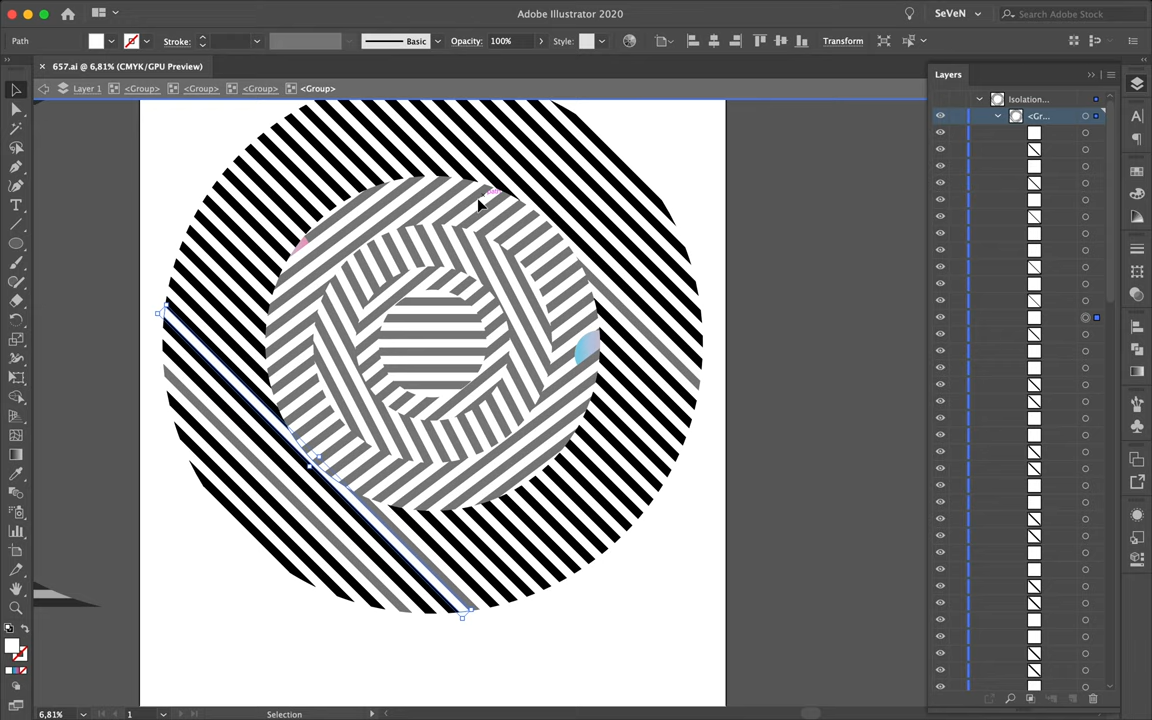 Adobe Illustrator 2020
SeVeN
Search Adobe Stock
Path
Stroke:
Basic
Opacity: 100%
Style:
Transform
657.ai @ 6,81% (CMYK/GPU Preview)
Layer 1
<Group>
<Group>
<Group>
<Group>
Layers
Isolation...
<Gr...
6,81%
1
Selection